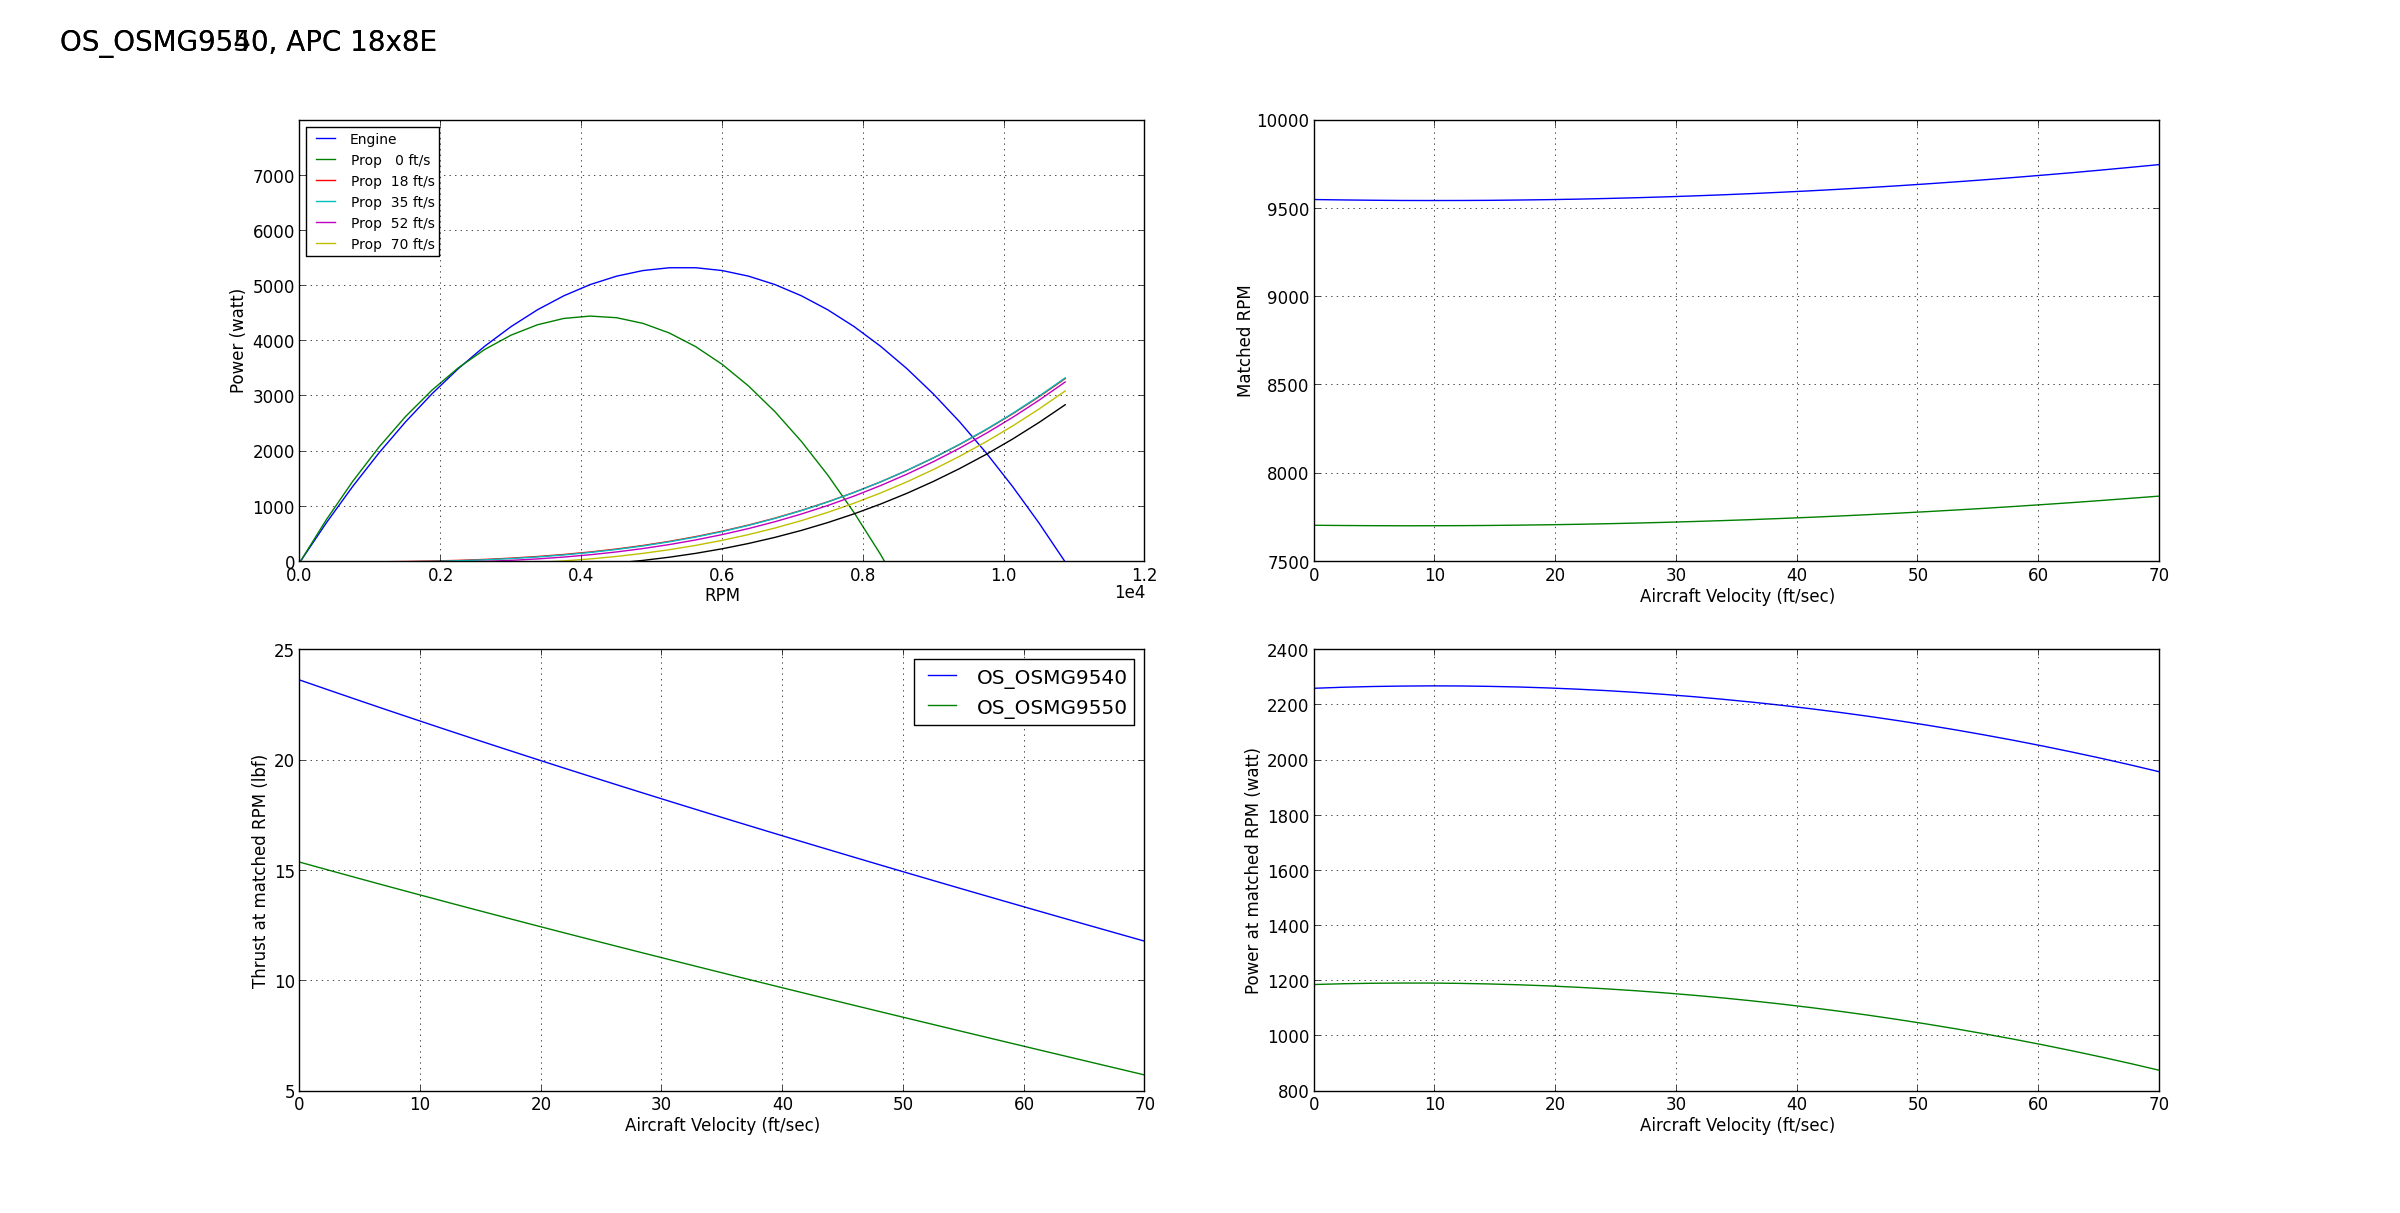 OS_OSMG9550, APC 18x8E
Engine
Prop 0 ft/s
Prop 18 ft/s
Prop 35 ft/s
Prop 52 ft/s
Prop 70 ft/s
Power (watt)
7000
6000
5000
4000
3000
2000
1000
0
0.0 0.2 0.4 0.6 0.8 1.0 1.2
1e4
RPM
Matched RPM
10000
9500
9000
8500
8000
7500
0 10 20 30 40 50 60 70
Aircraft Velocity (ft/sec)
OS_OSMG9540
OS_OSMG9550
Thrust at matched RPM (lbf)
25
20
15
10
5
0 10 20 30 40 50 60 70
Aircraft Velocity (ft/sec)
Power at matched RPM (watt)
2400
2200
2000
1800
1600
1400
1200
1000
800
0 10 20 30 40 50 60 70
Aircraft Velocity (ft/sec)